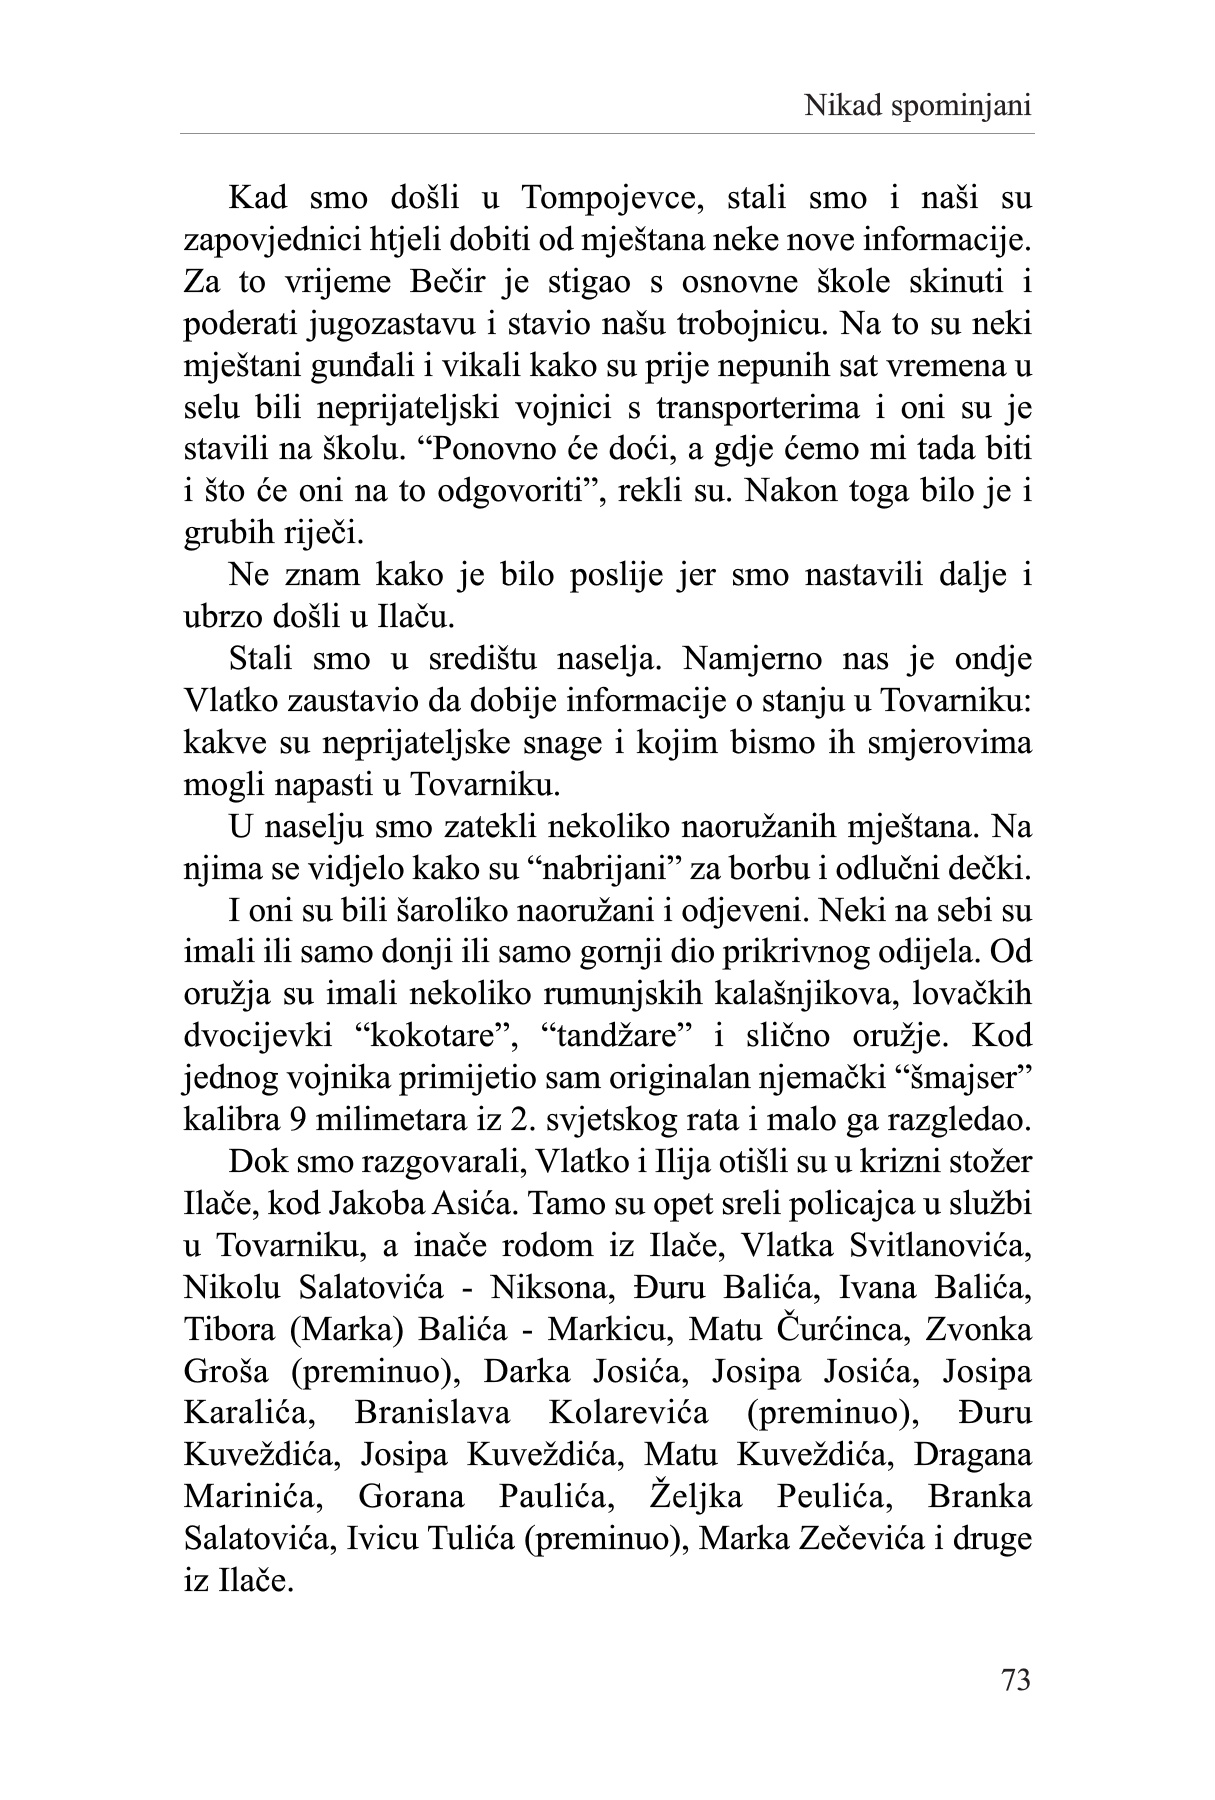 Nikad spominjani
Kad smo došli u Tompojevce, stali smo i naši su
zapovjednici htjeli dobiti od mještana neke nove informacije.
Za to vrijeme Bečir je stigao s osnovne škole skinuti i
poderati jugozastavu i stavio našu trobojnicu. Na to su neki
mještani gunđali i vikali kako su prije nepunih sat vremena u
selu bili neprijateljski vojnici s transporterima i oni su je
stavili na školu. “Ponovno će doći, a gdje ćemo mi tada biti
i što će oni na to odgovoriti”, rekli su. Nakon toga bilo je i
grubih riječi.
Ne znam kako je bilo poslije jer smo nastavili dalje i
ubrzo došli u Ilaču.
Stali smo u središtu naselja. Namjerno nas je ondje
Vlatko zaustavio da dobije informacije o stanju u Tovarniku:
kakve su neprijateljske snage i kojim bismo ih smjerovima
mogli napasti u Tovarniku.
U naselju smo zatekli nekoliko naoružanih mještana. Na
njima se vidjelo kako su “nabrijani” za borbu i odlučni dečki.
I oni su bili šaroliko naoružani i odjeveni. Neki na sebi su
imali ili samo donji ili samo gornji dio prikrivnog odijela. Od
oružja su imali nekoliko rumunjskih kalašnjikova, lovačkih
dvocijevki “kokotare”, “tandžare” i slično oružje. Kod
jednog vojnika primijetio sam originalan njemački “šmajser”
kalibra 9 milimetara iz 2. svjetskog rata i malo ga razgledao.
Dok smo razgovarali, Vlatko i Ilija otišli su u krizni stožer
Ilače, kod Jakoba Asića. Tamo su opet sreli policajca u službi
u Tovarniku, a inače rodom iz Ilače, Vlatka Svitlanovića,
Nikolu Salatovića - Niksona, Đuru Balića, Ivana Balića,
Tibora (Marka) Balića - Markicu, Matu Čurćinca, Zvonka
Groša (preminuo), Darka Josića, Josipa Josića, Josipa
Karalića, Branislava Kolarevića (preminuo), Đuru
Kuveždića, Josipa Kuveždića, Matu Kuveždića, Dragana
Marinića, Gorana Paulića, Željka Peulića, Branka
Salatovića, Ivicu Tulića (preminuo), Marka Zečevića i druge
iz Ilače.
73